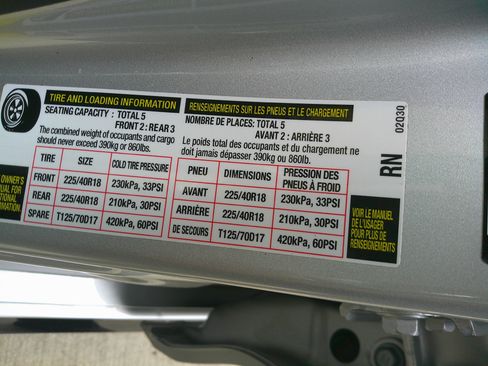 TIRE AND LOADING INFORMATION
SEATING CAPACITY : TOTAL 5
FRONT 2 : REAR 3
The combined weight of occupants and cargo
should never exceed 390kg or 860lbs.
TIRE SIZE COLD TIRE PRESSURE
FRONT 225/40R18 230kPa, 33PSI
REAR 225/40R18 210kPa, 30PSI
SPARE T125/70D17 420kPa, 60PSI
OWNER'S
FOR
RENSEIGNEMENTS SUR LES PNEUS ET LE CHARGEMENT
NOMBRE DE PLACES: TOTAL 5
AVANT 2 : ARRIÈRE 3
Le poids total des occupants et du chargement ne
doit jamais dépasser 390kg ou 860lb.
PNEU DIMENSIONS PRESSION DES
PNEUS À FROID
AVANT 225/40R18 230kPa, 33PSI
ARRIÈRE 225/40R18 210kPa, 30PSI
DE SECOURS T125/70D17 420kPa, 60PSI
VOIR LE MANUEL
DE L'USAGER
POUR PLUS DE
RENSEIGNEMENTS
RN
02030